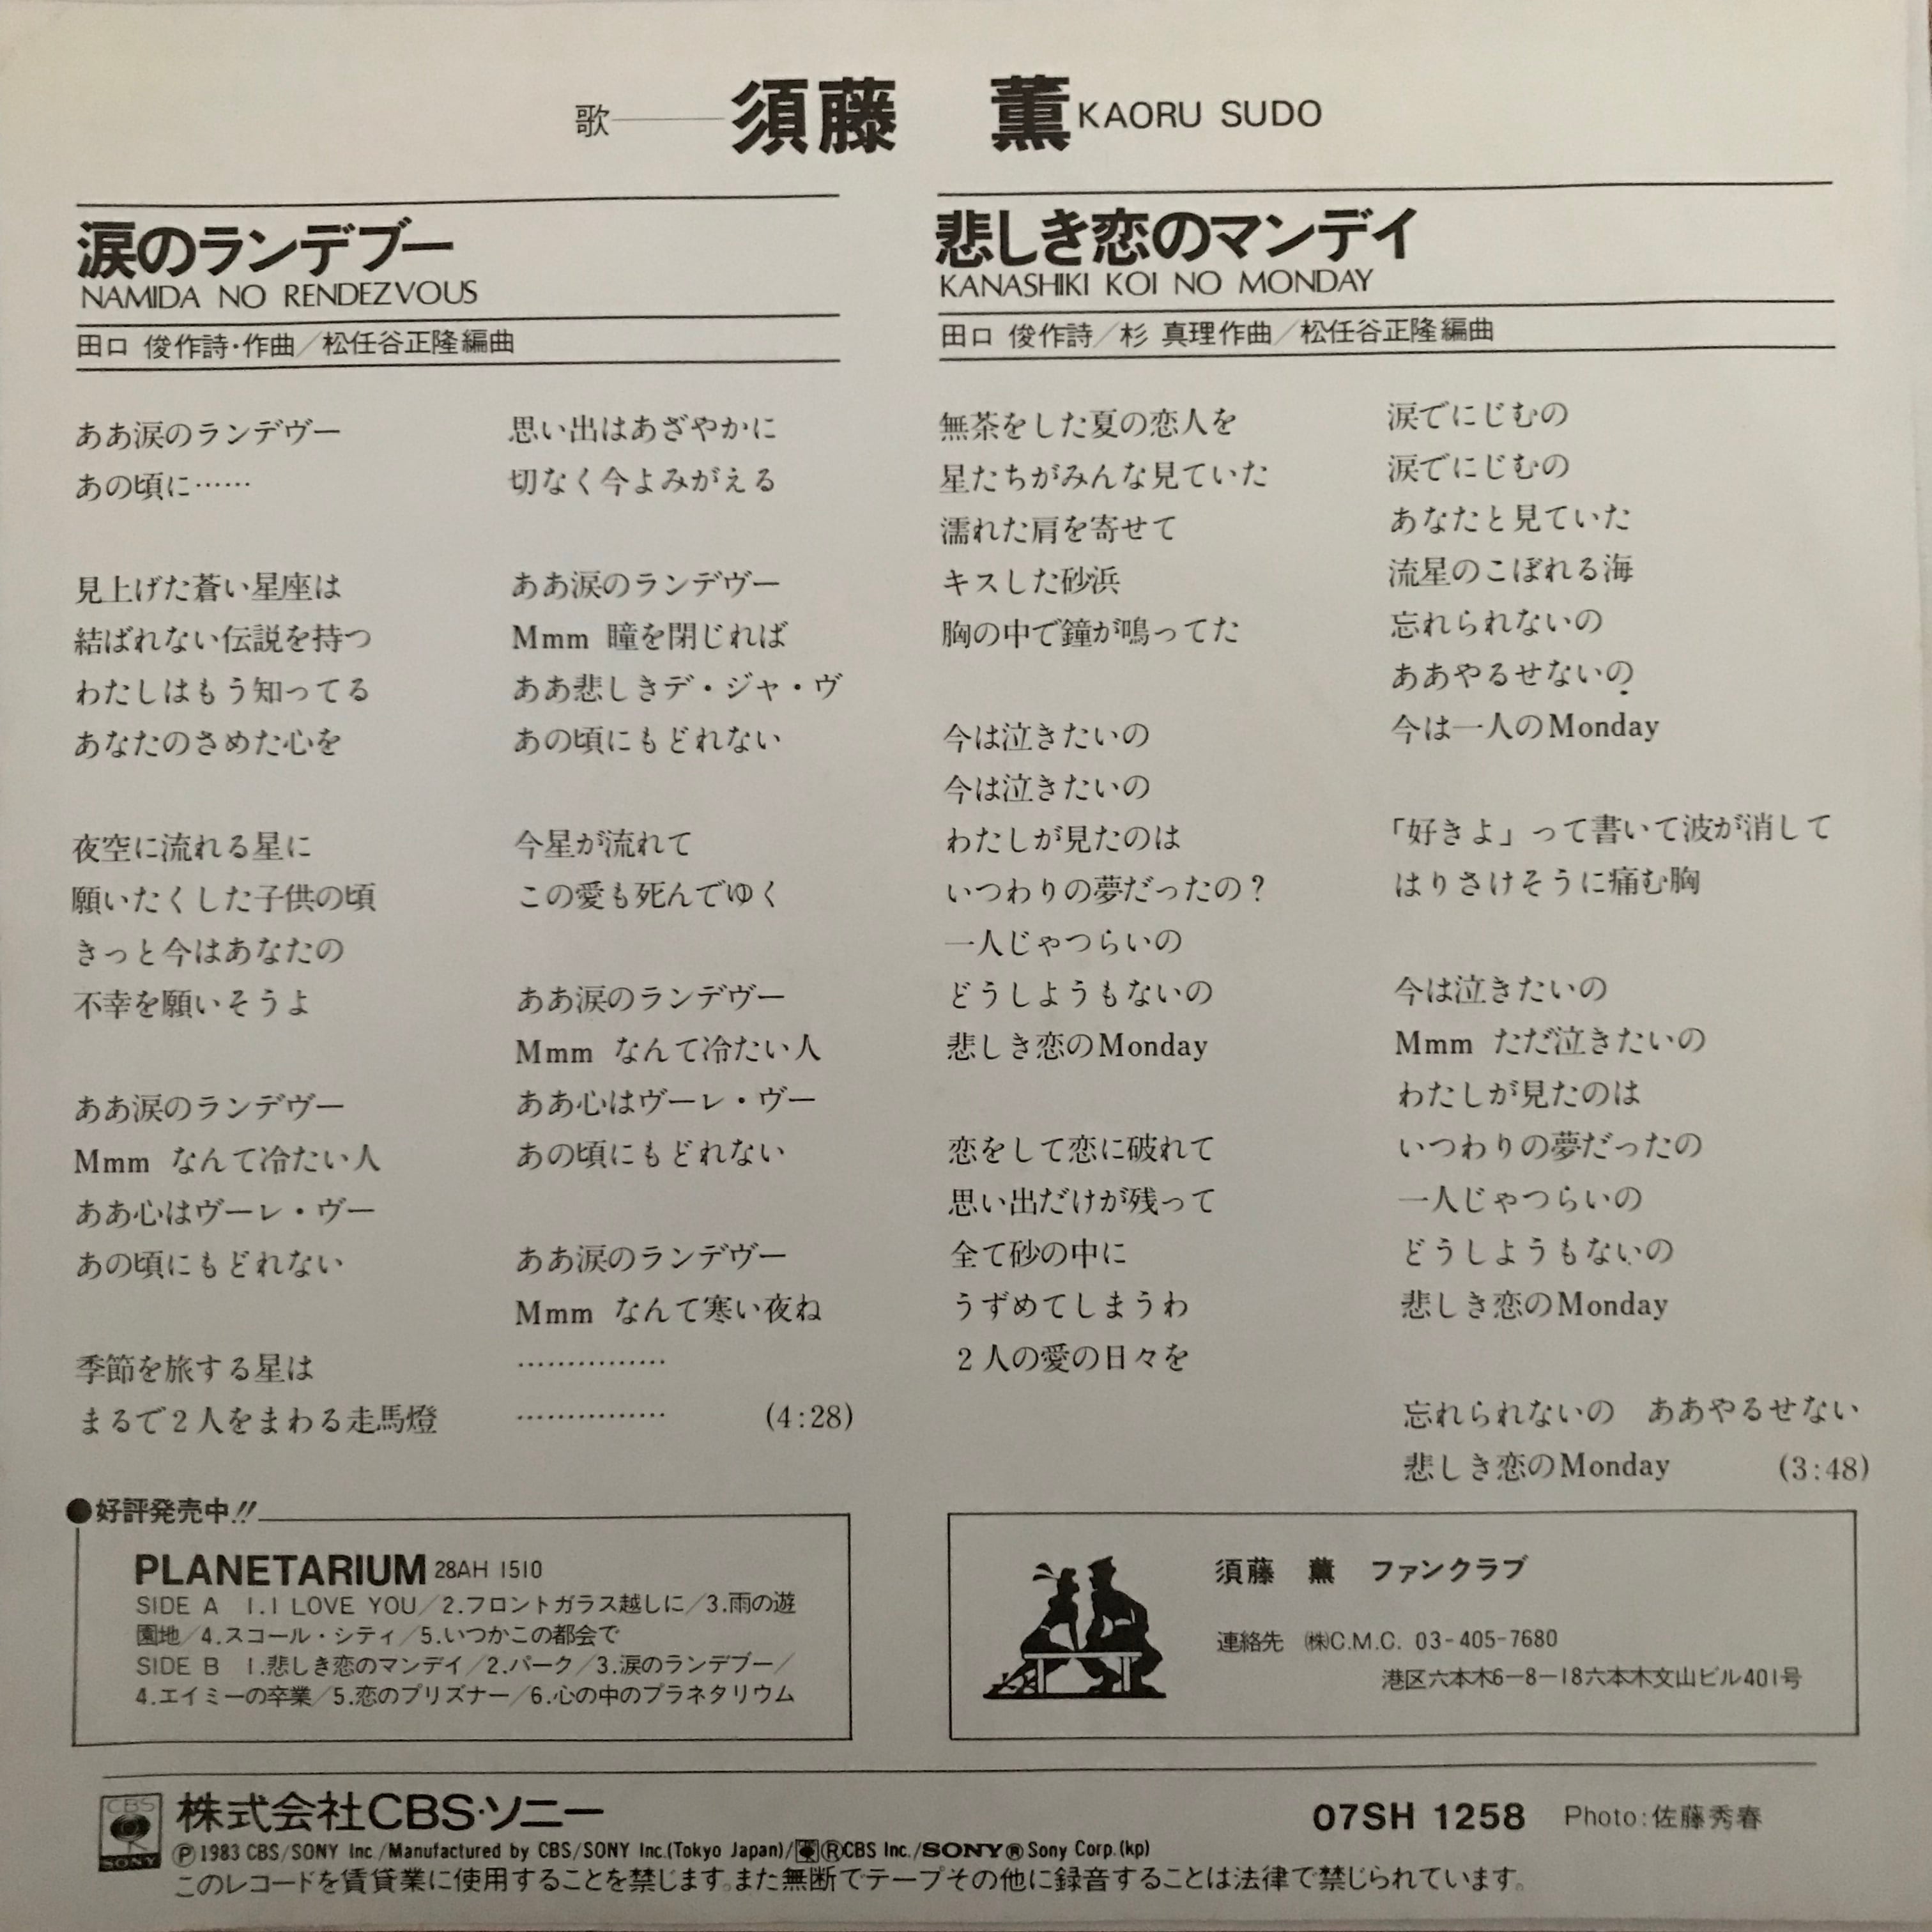 歌――須藤　薫 KAORU SUDO
涙のランデブー
NAMIDA NO RENDEZVOUS
田口 俊作詩・作曲／松任谷正隆編曲
ああ涙のランデヴー
あの頃に……
見上げた蒼い星座は
結ばれない伝説を持つ
わたしはもう知ってる
あなたのさめた心を
夜空に流れる星に
願いたくした子供の頃
きっと今はあなたの
不幸を願いそうよ
ああ涙のランデヴー
Mmm なんて冷たい人
ああ心はヴーレ・ヴー
あの頃にもどれない
季節を旅する星は
まるで2人をまわる走馬燈
思い出はあざやかに
切なく今よみがえる
ああ涙のランデヴー
Mmm 瞳を閉じれば
ああ悲しきデ・ジャ・ヴ
あの頃にもどれない
今星が流れて
この愛も死んでゆく
ああ涙のランデヴー
Mmm なんて冷たい人
ああ心はヴーレ・ヴー
あの頃にもどれない
ああ涙のランデヴー
Mmm なんて寒い夜ね
……………
…………… (4:28)
悲しき恋のマンデイ
KANASHIKI KOI NO MONDAY
田口 俊作詩／杉 真理作曲／松任谷正隆編曲
無茶をした夏の恋人を
星たちがみんな見ていた
濡れた肩を寄せて
キスした砂浜
胸の中で鐘が鳴ってた
今は泣きたいの
今は泣きたいの
わたしが見たのは
いつわりの夢だったの？
一人じゃつらいの
どうしようもないの
悲しき恋のMonday
恋をして恋に破れて
思い出だけが残って
全て砂の中に
うずめてしまうわ
2人の愛の日々を
涙でにじむの
涙でにじむの
あなたと見ていた
流星のこぼれる海
忘れられないの
ああやるせないの
今は一人のMonday
「好きよ」って書いて波が消して
はりさけそうに痛む胸
今は泣きたいの
Mmm ただ泣きたいの
わたしが見たのは
いつわりの夢だったの
一人じゃつらいの
どうしようもないの
悲しき恋のMonday
忘れられないの　ああやるせない
悲しき恋のMonday (3:48)
●好評発売中!!
PLANETARIUM 28AH 1510
SIDE A 1.I LOVE YOU／2.フロントガラス越しに／3.雨の遊
園地／4.スコール・シティ／5.いつかこの都会で
SIDE B 1.悲しき恋のマンデイ／2.パーク／3.涙のランデブー／
4.エイミーの卒業／5.恋のプリズナー／6.心の中のプラネタリウム
須藤　薫　ファンクラブ
連絡先　㈱C.M.C. 03-405-7680
港区六本木6-8-18六本木文山ビル401号
CBS
SONY
株式会社CBS・ソニー
07SH 1258 Photo:佐藤秀春
Ⓟ1983 CBS/SONY Inc./Manufactured by CBS/SONY Inc.(Tokyo Japan)/®CBS Inc./SONY® Sony Corp.(kp)
このレコードを賃貸業に使用することを禁じます。また無断でテープその他に録音することは法律で禁じられています。